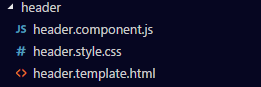 header
JS header.component.js
# header.style.css
<> header.template.html